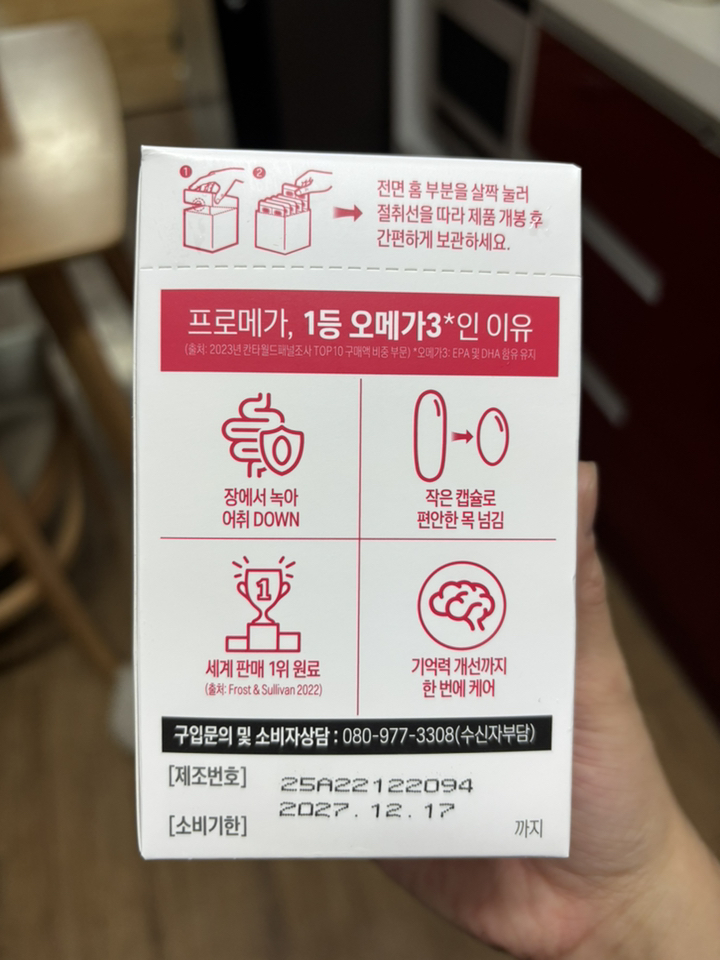 1 2
전면 홈 부분을 살짝 눌러
절취선을 따라 제품 개봉 후
간편하게 보관하세요.
프로메가, 1등 오메가3*인 이유
(출처: 2023년 칸타월드패널조사 TOP10 구매액 비중 부문) *오메가3: EPA 및 DHA 함유 유지
장에서 녹아
어취 DOWN
작은 캡슐로
편안한 목 넘김
1
세계 판매 1위 원료
(출처: Frost & Sullivan 2022)
기억력 개선까지
한 번에 케어
구입문의 및 소비자상담 : 080-977-3308(수신자부담)
[제조번호] 25A22122094
2027. 12. 17
[소비기한] 까지